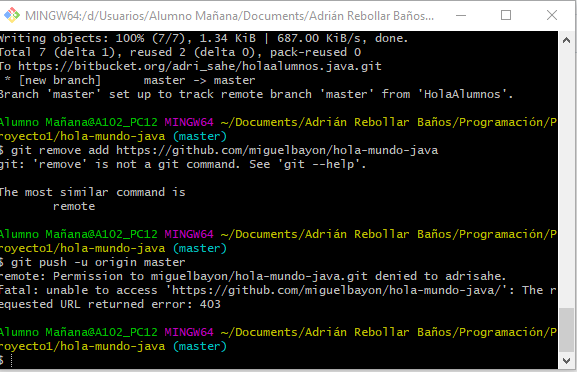 MINGW64:/d/Usuarios/Alumno Mañana/Documents/Adrián Rebollar Baños...
Writing objects: 100% (7/7), 1.34 KiB | 687.00 KiB/s, done.
Total 7 (delta 1), reused 2 (delta 0), pack-reused 0
To https://bitbucket.org/adri_sahe/holaalumnos.java.git
 * [new branch]      master -> master
Branch 'master' set up to track remote branch 'master' from 'HolaAlumnos'.
Alumno Mañana@A102_PC12 MINGW64 ~/Documents/Adrián Rebollar Baños/Programación/P
royecto1/hola-mundo-java (master)
$ git remove add https://github.com/miguelbayon/hola-mundo-java
git: 'remove' is not a git command. See 'git --help'.
The most similar command is
        remote
Alumno Mañana@A102_PC12 MINGW64 ~/Documents/Adrián Rebollar Baños/Programación/P
royecto1/hola-mundo-java (master)
$ git push -u origin master
remote: Permission to miguelbayon/hola-mundo-java.git denied to adrisahe.
fatal: unable to access 'https://github.com/miguelbayon/hola-mundo-java/': The r
equested URL returned error: 403
Alumno Mañana@A102_PC12 MINGW64 ~/Documents/Adrián Rebollar Baños/Programación/P
royecto1/hola-mundo-java (master)
$